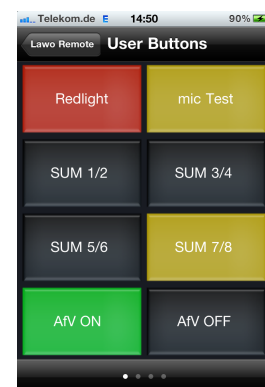 Telekom.de E 14:50 90%
Lawo Remote User Buttons
Redlight mic Test
SUM 1/2 SUM 3/4
SUM 5/6 SUM 7/8
AfV ON AfV OFF